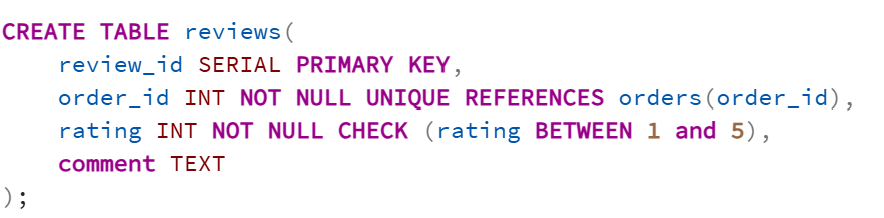 CREATE TABLE reviews(
    review_id SERIAL PRIMARY KEY,
    order_id INT NOT NULL UNIQUE REFERENCES orders(order_id),
    rating INT NOT NULL CHECK (rating BETWEEN 1 and 5),
    comment TEXT
);